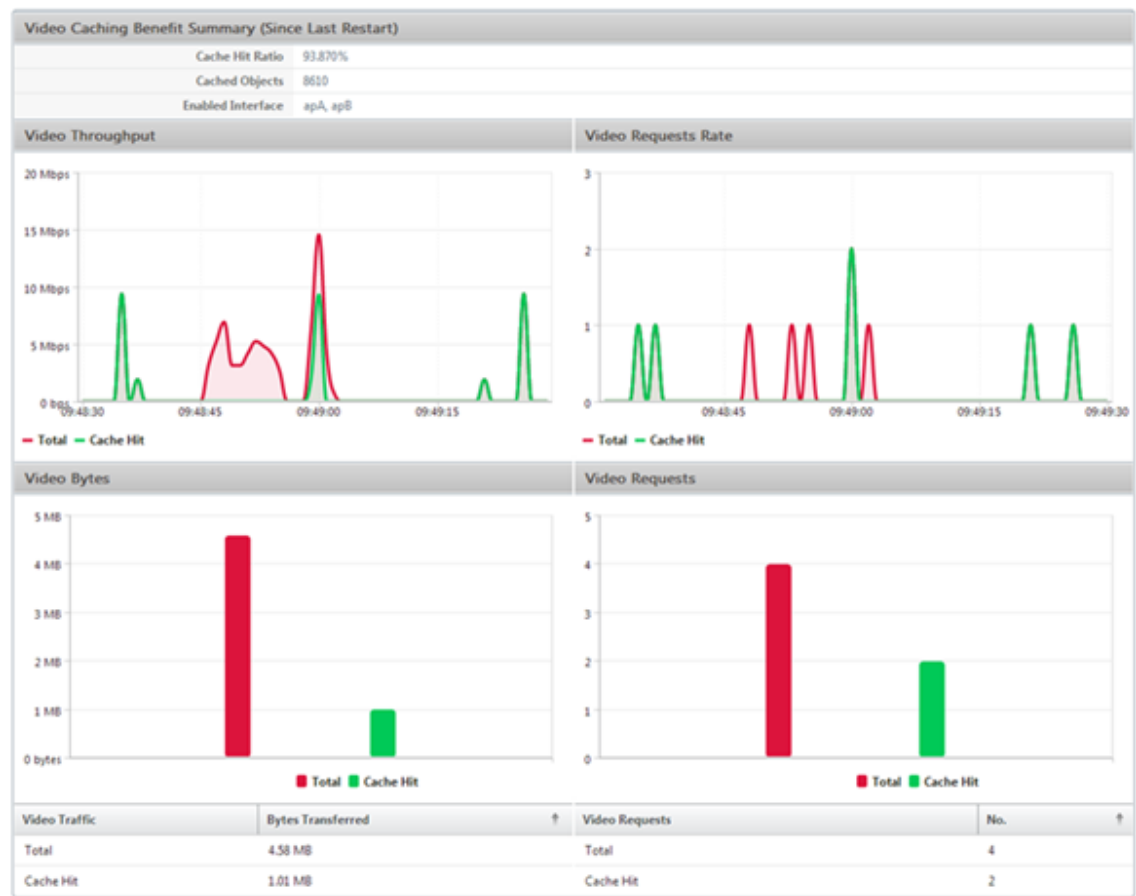 Video Caching Benefit Summary (Since Last Restart)
Cache Hit Ratio 93.870%
Cached Objects 8610
Enabled Interface apA, apB
Video Throughput
20 Mbps
15 Mbps
10 Mbps
5 Mbps
0 bps
09:48:30 09:48:45 09:49:00 09:49:15
Total Cache Hit
Video Requests Rate
3
2
1
0
09:48:45 09:49:00 09:49:15 09:49:30
Total Cache Hit
Video Bytes
5 MB
4 MB
3 MB
2 MB
1 MB
0 bytes
Total Cache Hit
Video Requests
5
4
3
2
1
0
Total Cache Hit
Video Traffic Bytes Transferred
Total 4.58 MB
Cache Hit 1.01 MB
Video Requests No.
Total 4
Cache Hit 2